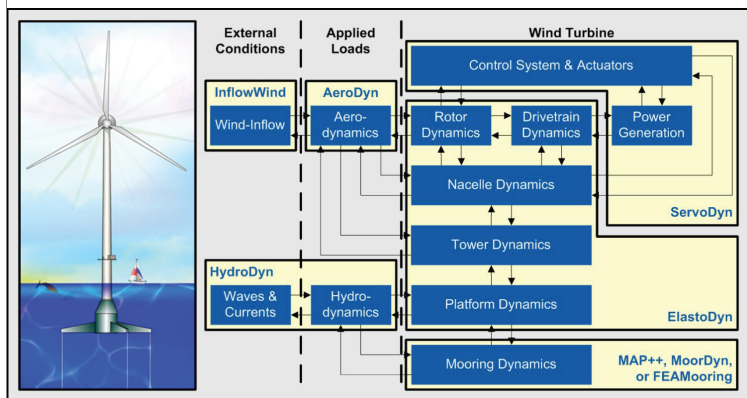 External
Conditions
Applied
Loads
Wind Turbine
Control System & Actuators
InflowWind
AeroDyn
Wind-Inflow
Aero-
dynamics
Rotor
Dynamics
Drivetrain
Dynamics
Power
Generation
Nacelle Dynamics
ServoDyn
Tower Dynamics
HydroDyn
Waves &
Currents
Hydro-
dynamics
Platform Dynamics
ElastoDyn
Mooring Dynamics
MAP++, MoorDyn,
or FEAMooring